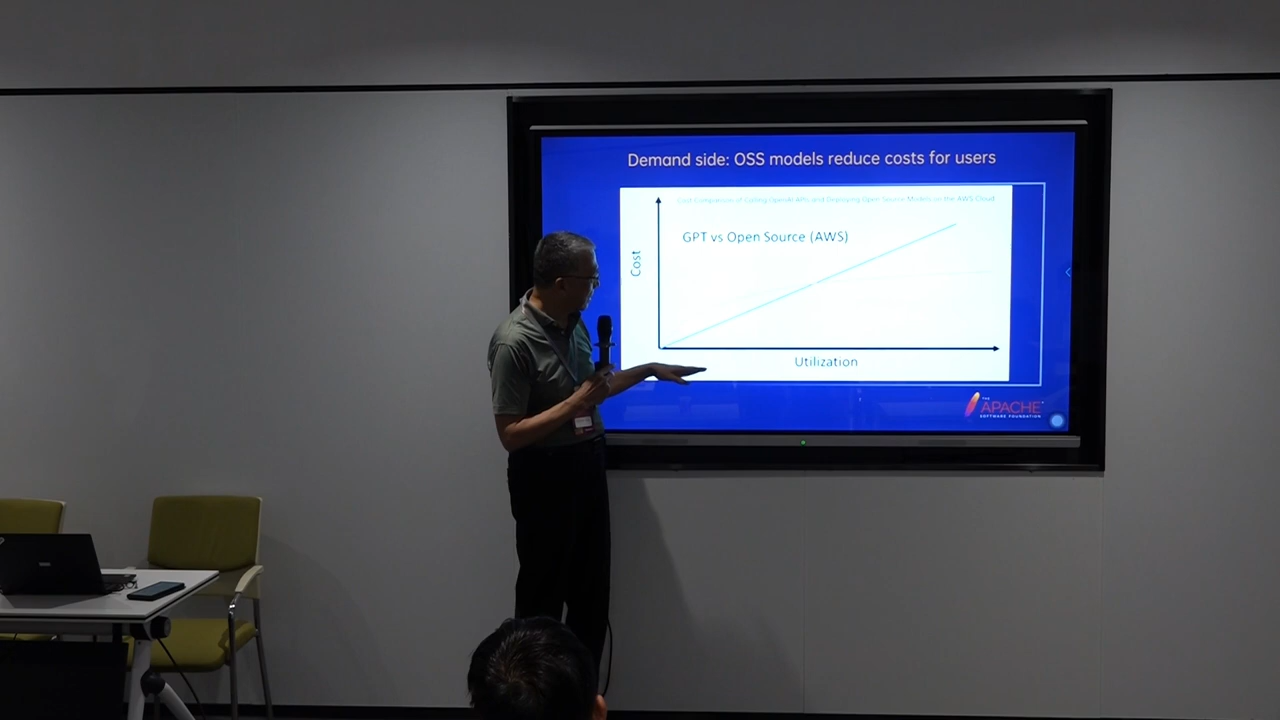 Demand side: OSS models reduce costs for users
Cost Comparison of Calling OpenAI APIs and Deploying Open Source Models on the AWS Cloud
GPT vs Open Source (AWS)
Cost
Utilization
THE
APACHE
SOFTWARE FOUNDATION